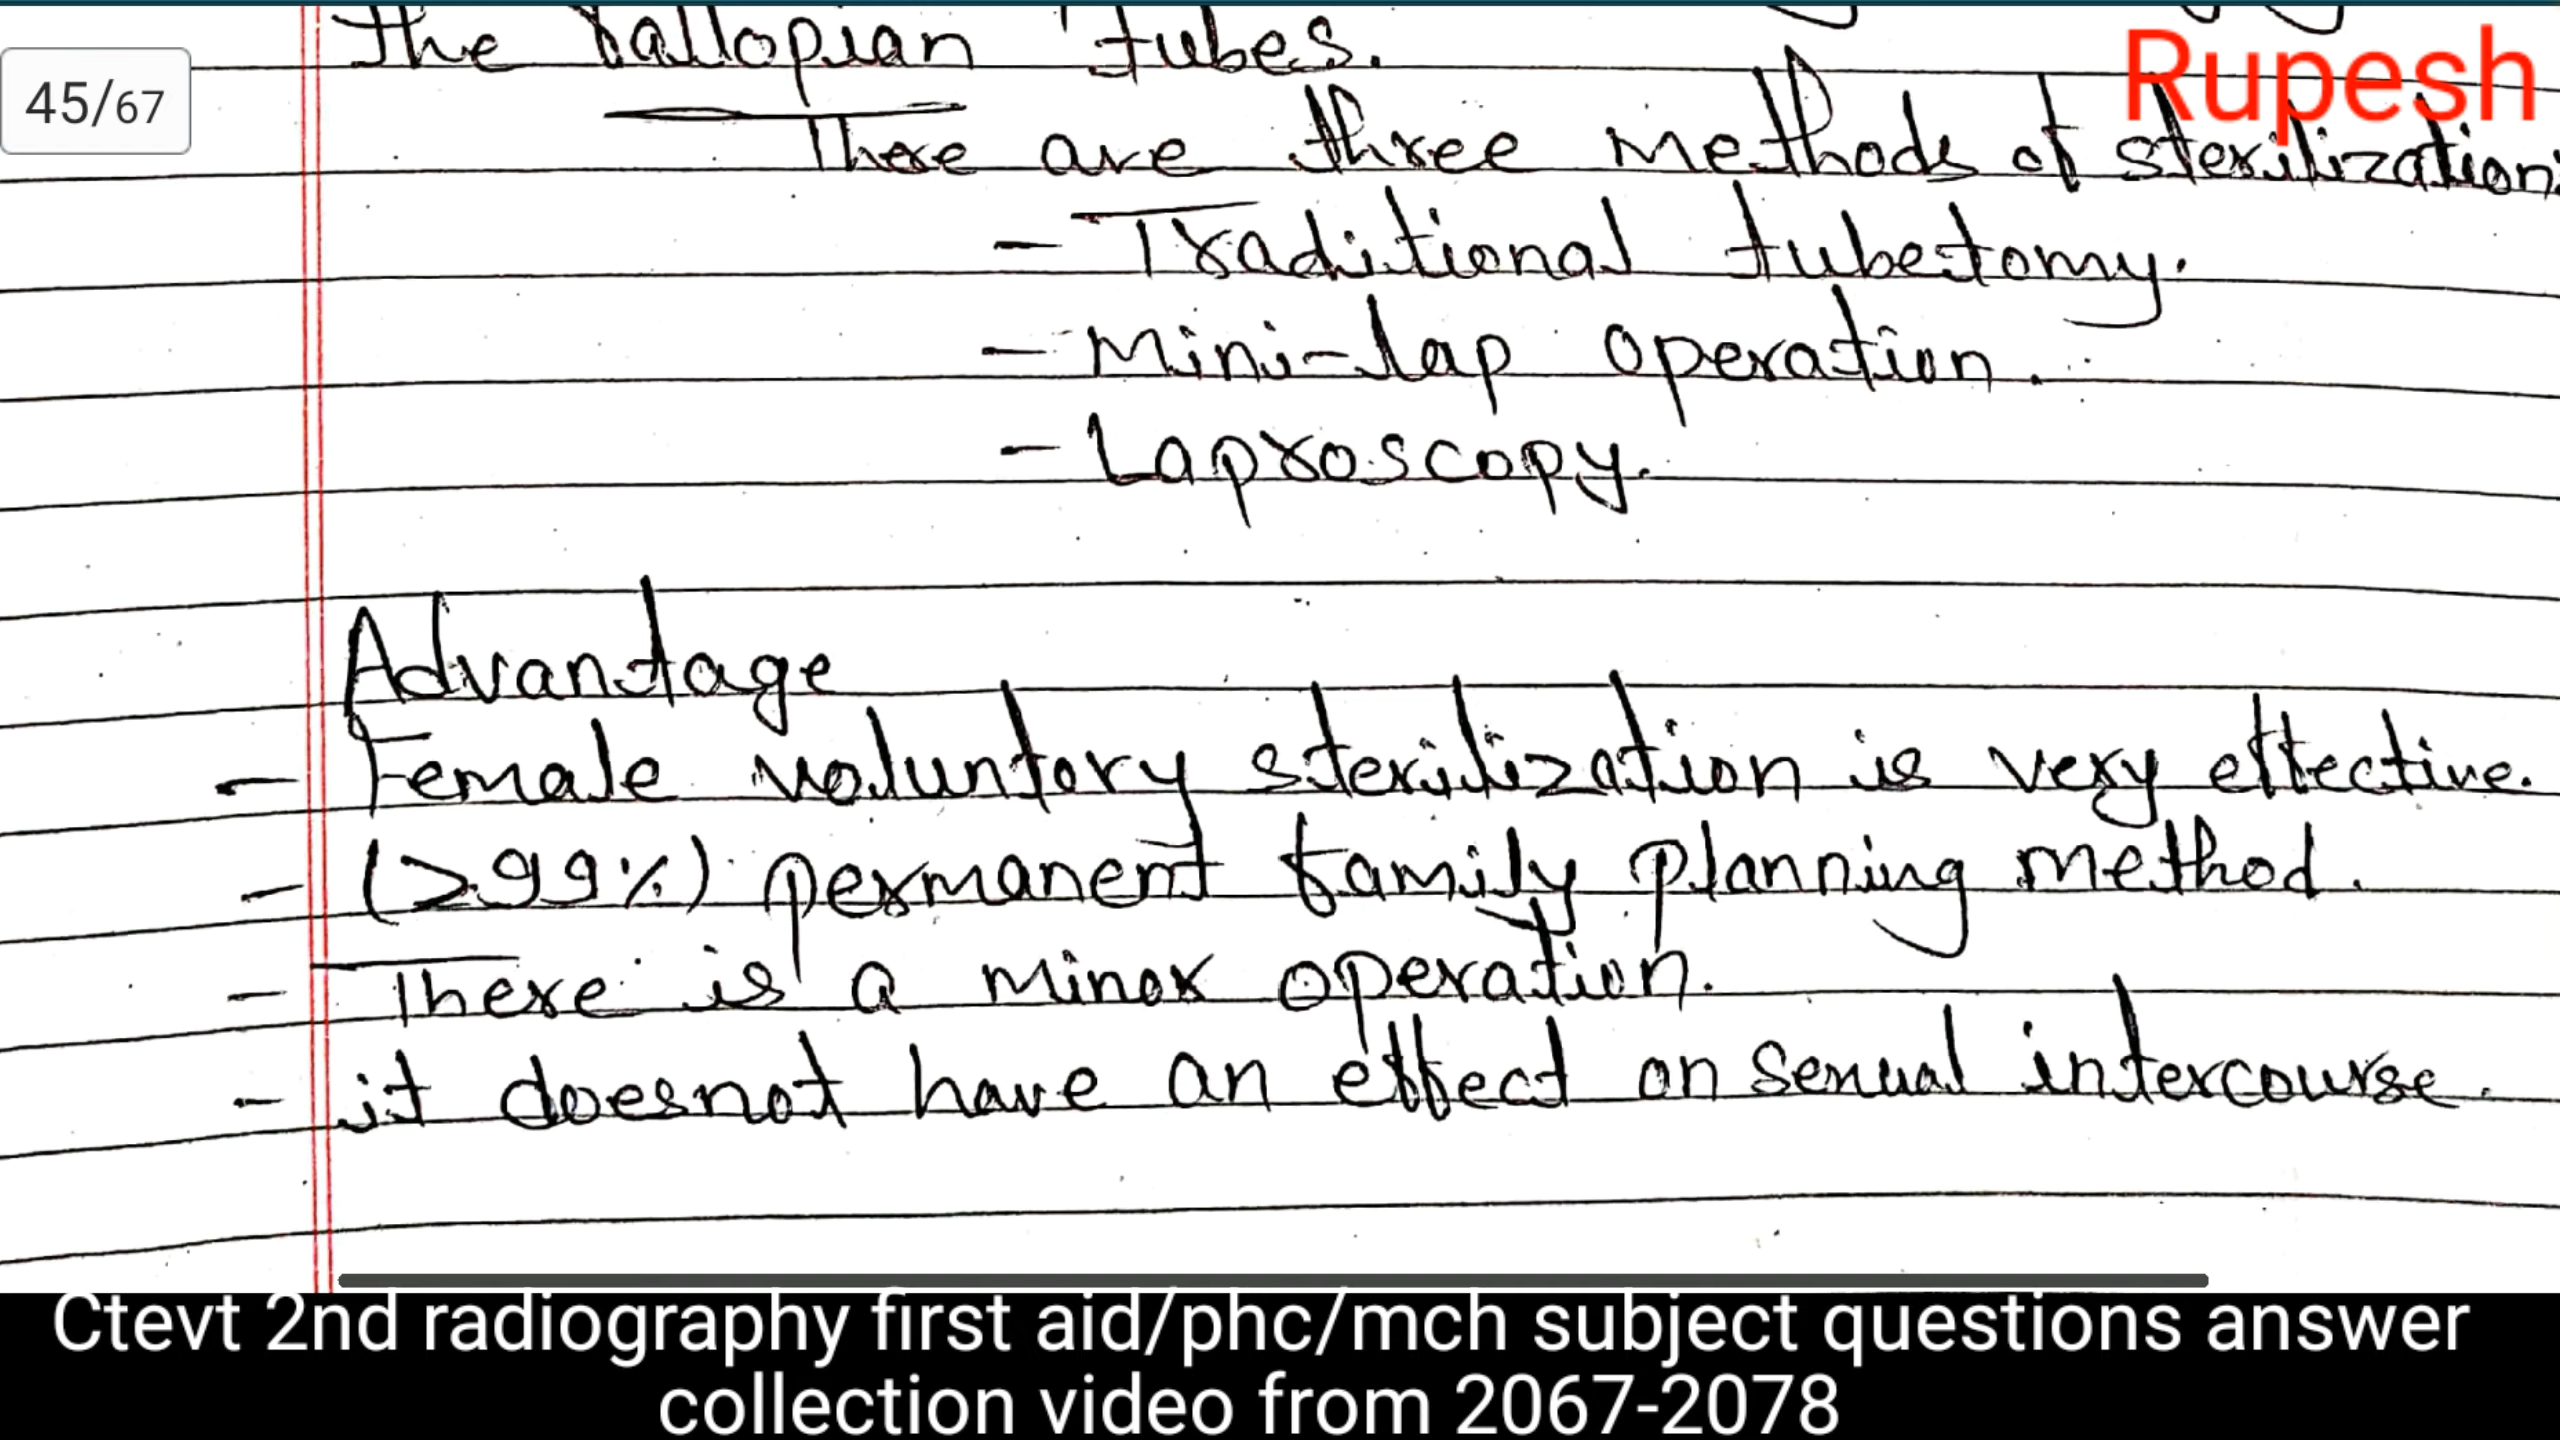 the fallopian tubes.
Rupesh
45/67
There are three methods of sterilization:
- Traditional tubectomy.
- Mini-lap operation.
- Laproscopy.
Advantage
- Female voluntory sterilization is very effective.
- (>99%) permanent family planning method.
- There is a minor operation.
- it doesnot have an effect on sexual intercourse.
Ctevt 2nd radiography first aid/phc/mch subject questions answer
collection video from 2067-2078